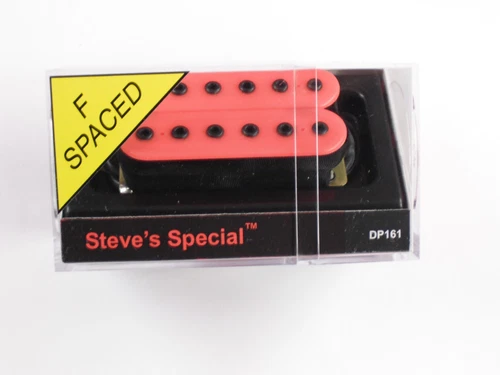 F
SPACED
Steve's Special™
DP161